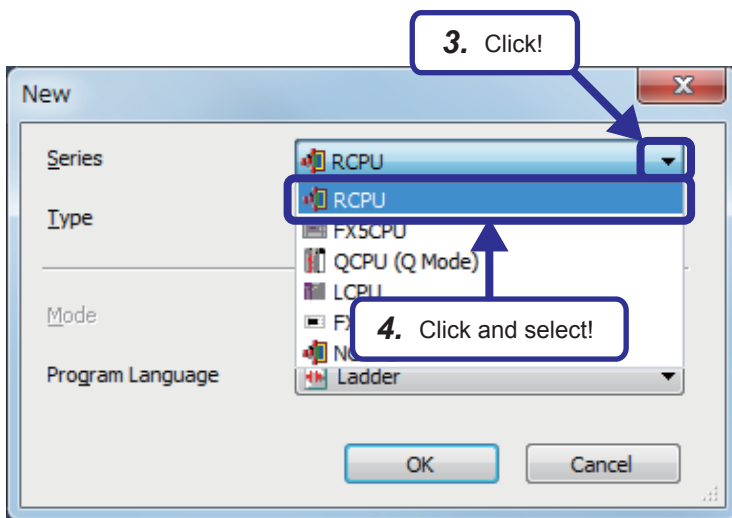 3. Click!
New
Series
RCPU
RCPU
Type
FX5CPU
QCPU (Q Mode)
LCPU
Mode
4. Click and select!
Program Language
Ladder
OK
Cancel